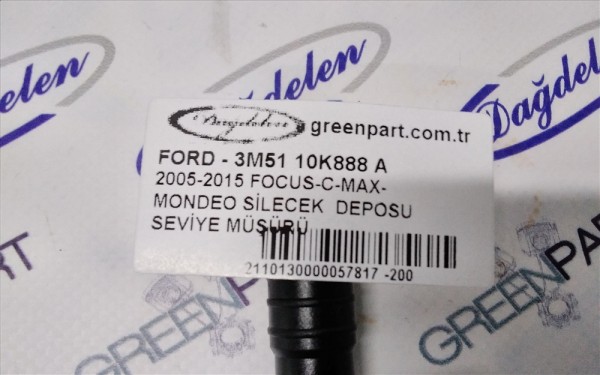 Dağdelen
Dağdelen
greenpart.com.tr
FORD - 3M51 10K888 A
2005-2015 FOCUS-C-MAX-
MONDEO SİLECEK DEPOSU
SEVİYE MÜŞÜRÜ
2110130000057817 -200
GREENPART
GREENPART